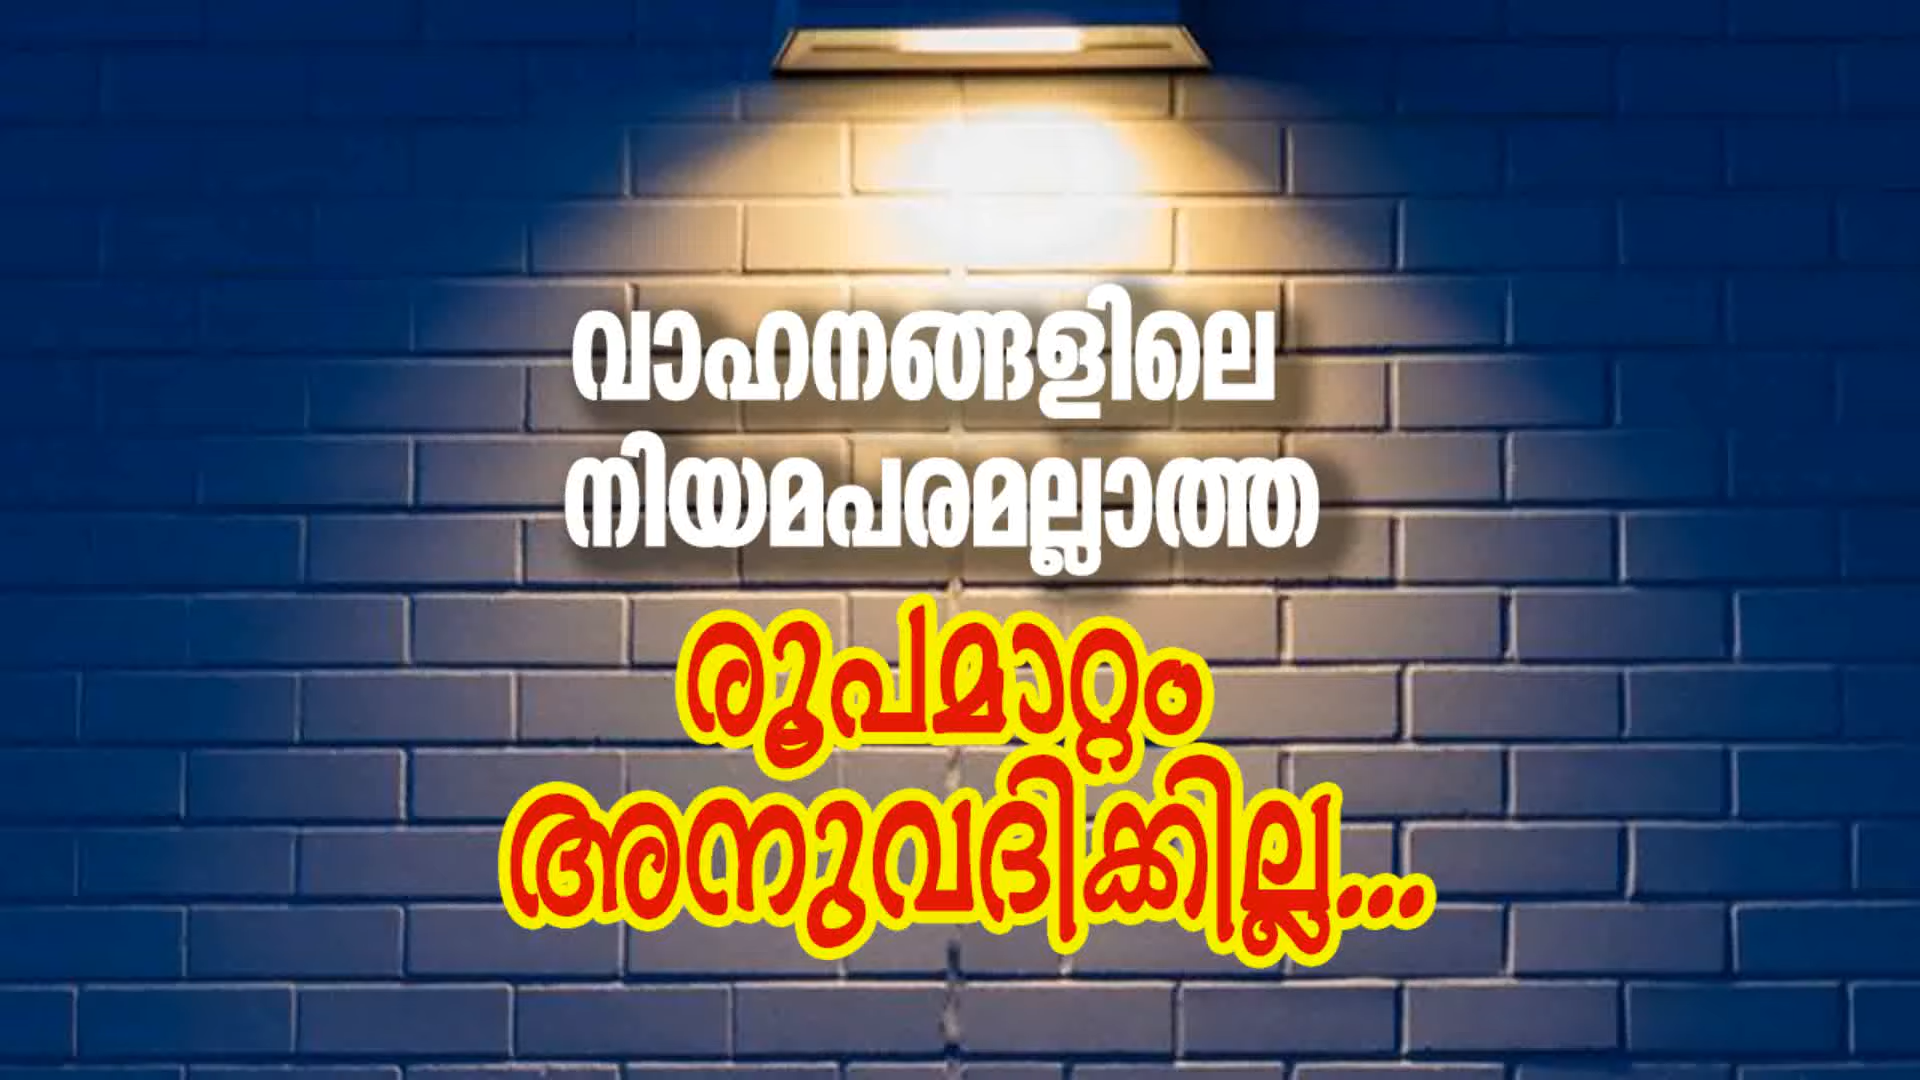 വാഹനങ്ങളിലെ
നിയമപരമല്ലാത്ത
രൂപമാറ്റം
അനുവദിക്കില്ല...